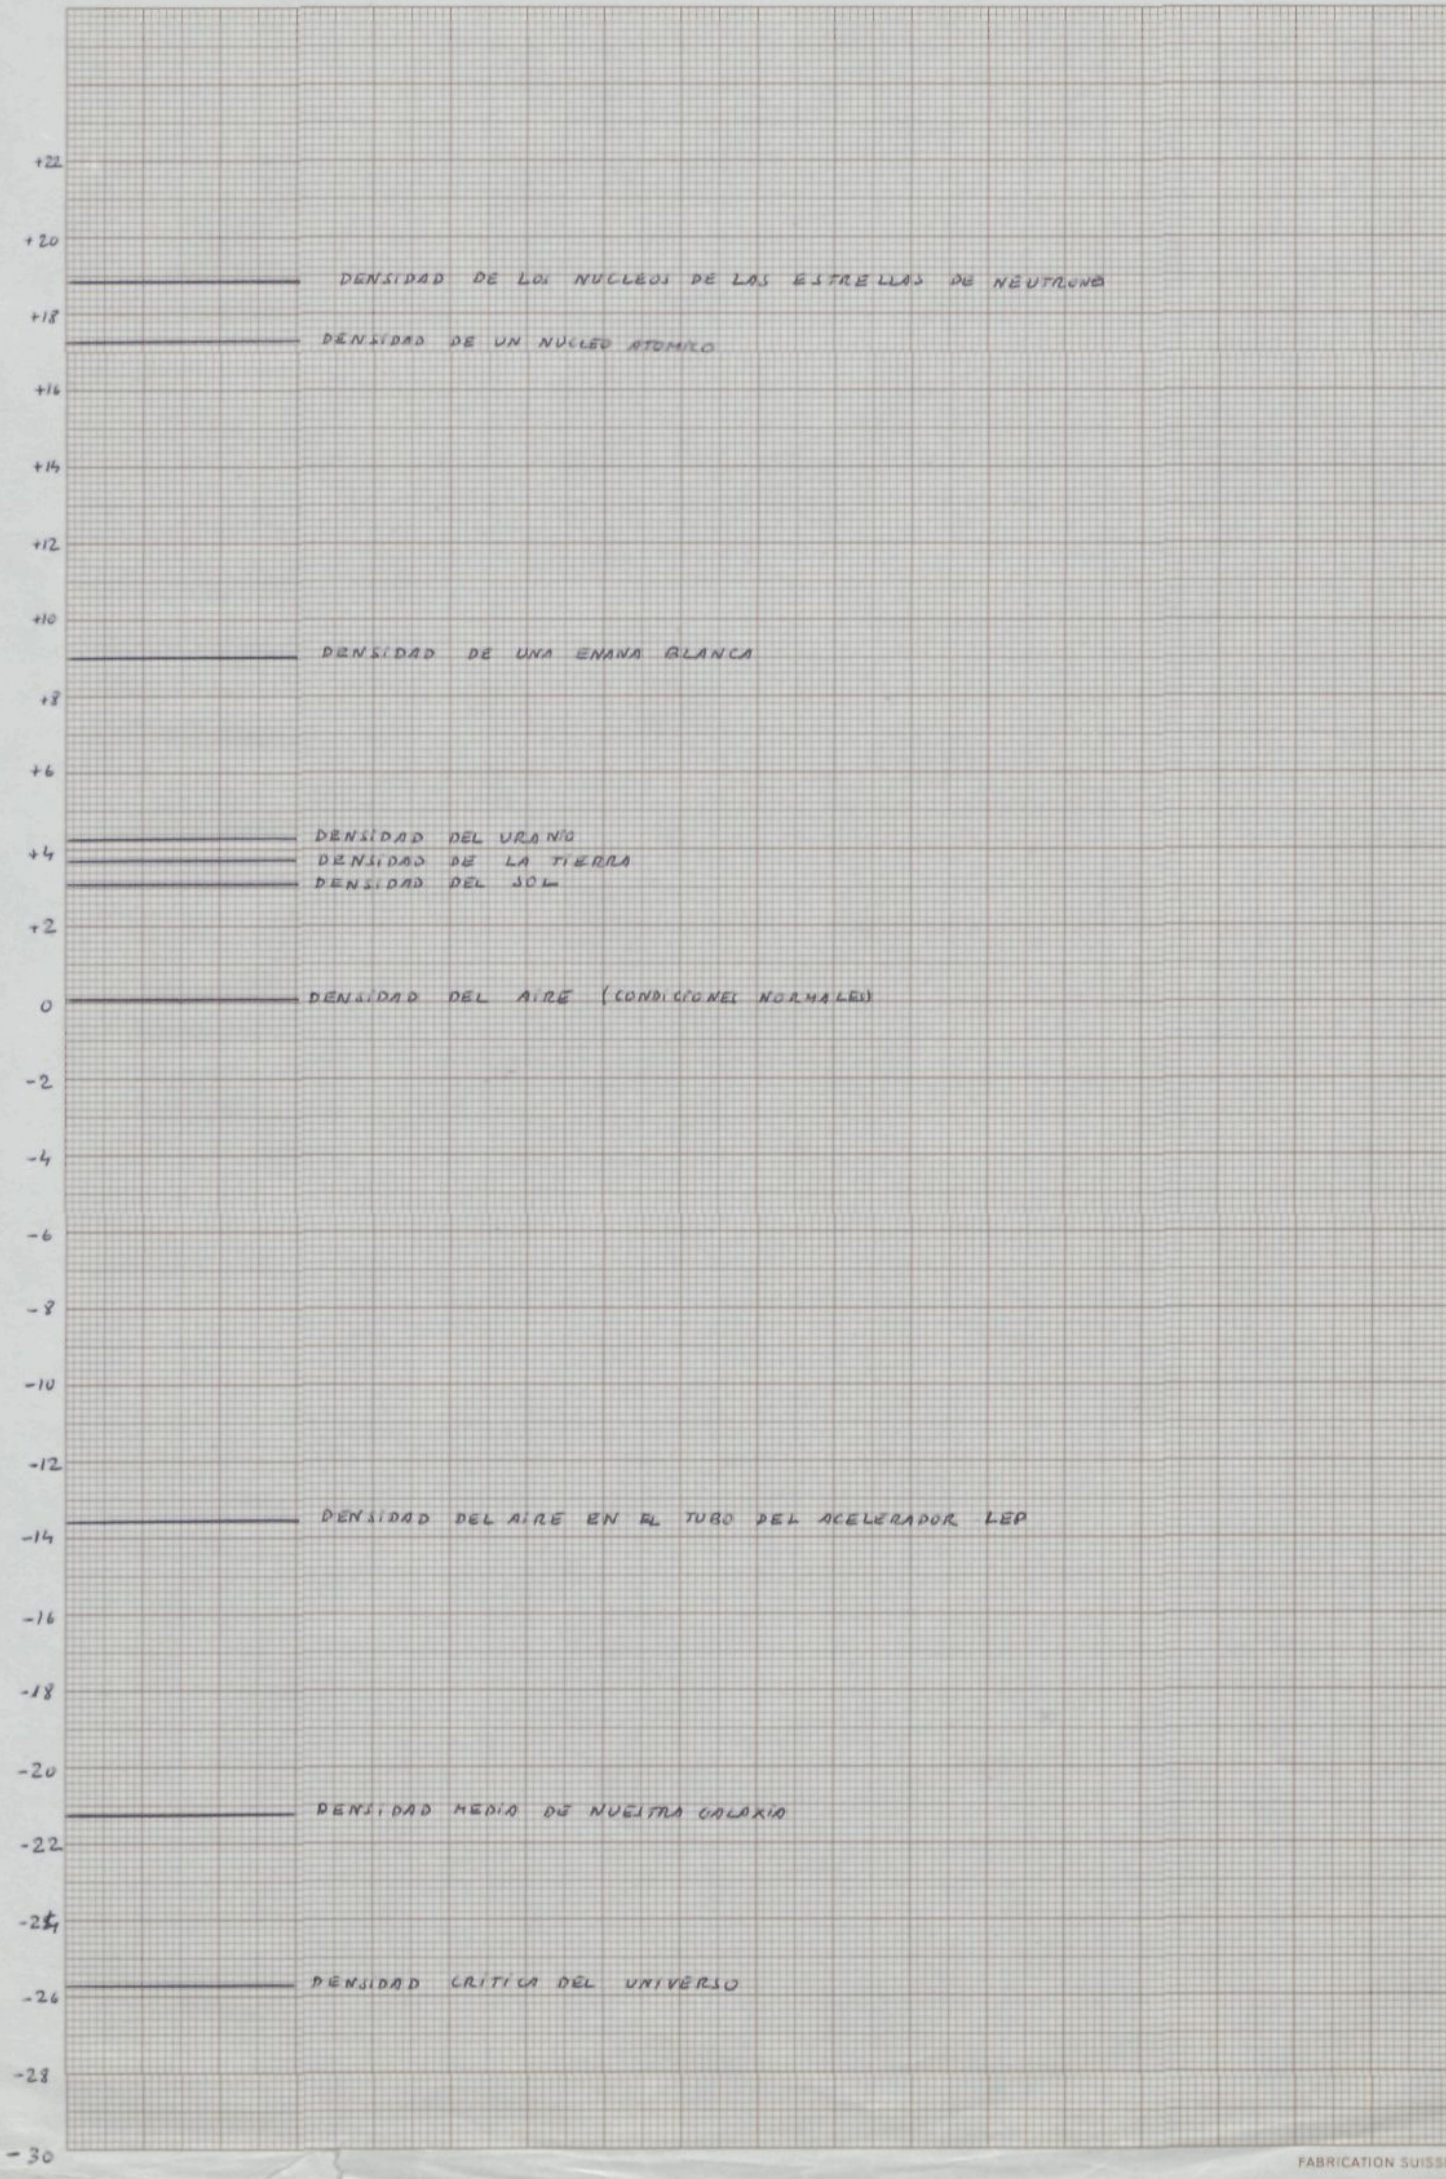 +22
+20
DENSIDAD DE LOS NUCLEOS DE LAS ESTRELLAS DE NEUTRONES
+18
DENSIDAD DE UN NUCLEO ATOMICO
+16
+14
+12
+10
DENSIDAD DE UNA ENANA BLANCA
+8
+6
DENSIDAD DEL URANIO
+4
DENSIDAD DE LA TIERRA
DENSIDAD DEL SOL
+2
0
DENSIDAD DEL AIRE (CONDICIONES NORMALES)
-2
-4
-6
-8
-10
-12
DENSIDAD DEL AIRE EN EL TUBO DEL ACELERADOR LEP
-14
-16
-18
-20
DENSIDAD MEDIA DE NUESTRA GALAXIA
-22
-24
DENSIDAD CRITICA DEL UNIVERSO
-26
-28
-30